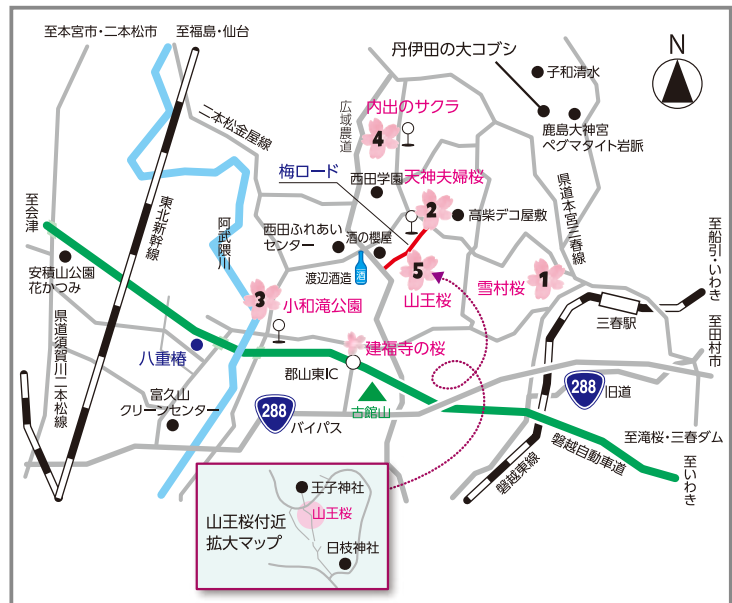 至本宮市・二本松市
至福島・仙台
丹伊田の大コブシ
N
子和清水
二本松金屋線
広域農道
内出のサクラ
4
鹿島大神宮
ペグマタイト岩脈
梅ロード
西田学園
天神夫婦桜
2
高柴デコ屋敷
県道本宮三春線
至会津
東北新幹線
阿武隈川
西田ふれあい
センター
酒の櫻屋
渡辺酒造
酒
5
山王桜
雪村桜
1
至船引・いわき
安積山公園
花かつみ
3
小和滝公園
三春駅
至田村市
県道須賀川二本松線
八重椿
建福寺の桜
郡山東IC
富久山
クリーンセンター
288
バイパス
古館山
288
旧道
至滝桜・三春ダム
磐越自動車道
磐越東線
至いわき
山王桜付近
拡大マップ
王子神社
山王桜
日枝神社